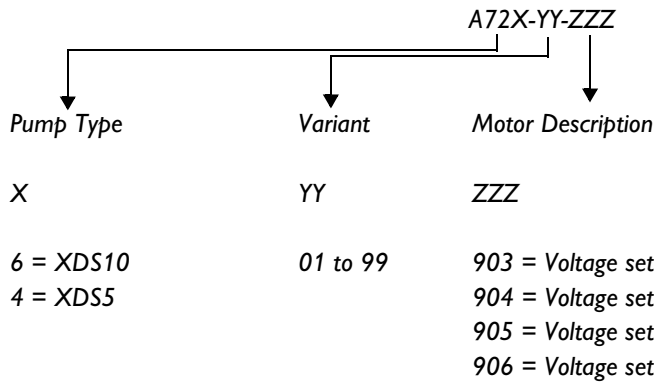 A72X-YY-ZZZ
Pump Type Variant Motor Description
X YY ZZZ
6 = XDS10 01 to 99 903 = Voltage set
4 = XDS5 904 = Voltage set
905 = Voltage set
906 = Voltage set